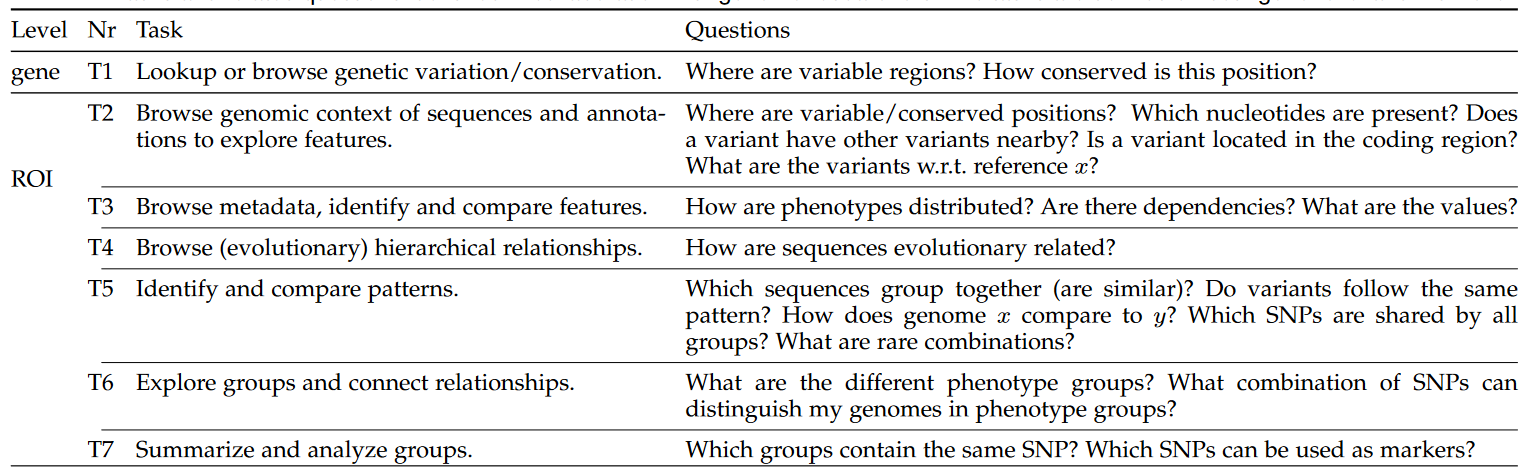 Level Nr Task Questions
gene T1 Lookup or browse genetic variation/conservation. Where are variable regions? How conserved is this position?
T2 Browse genomic context of sequences and annota- Where are variable/conserved positions? Which nucleotides are present? Does
tions to explore features. a variant have other variants nearby? Is a variant located in the coding region?
What are the variants w.r.t. reference x?
ROI
T3 Browse metadata, identify and compare features. How are phenotypes distributed? Are there dependencies? What are the values?
T4 Browse (evolutionary) hierarchical relationships. How are sequences evolutionary related?
T5 Identify and compare patterns. Which sequences group together (are similar)? Do variants follow the same
pattern? How does genome x compare to y? Which SNPs are shared by all
groups? What are rare combinations?
T6 Explore groups and connect relationships. What are the different phenotype groups? What combination of SNPs can
distinguish my genomes in phenotype groups?
T7 Summarize and analyze groups. Which groups contain the same SNP? Which SNPs can be used as markers?